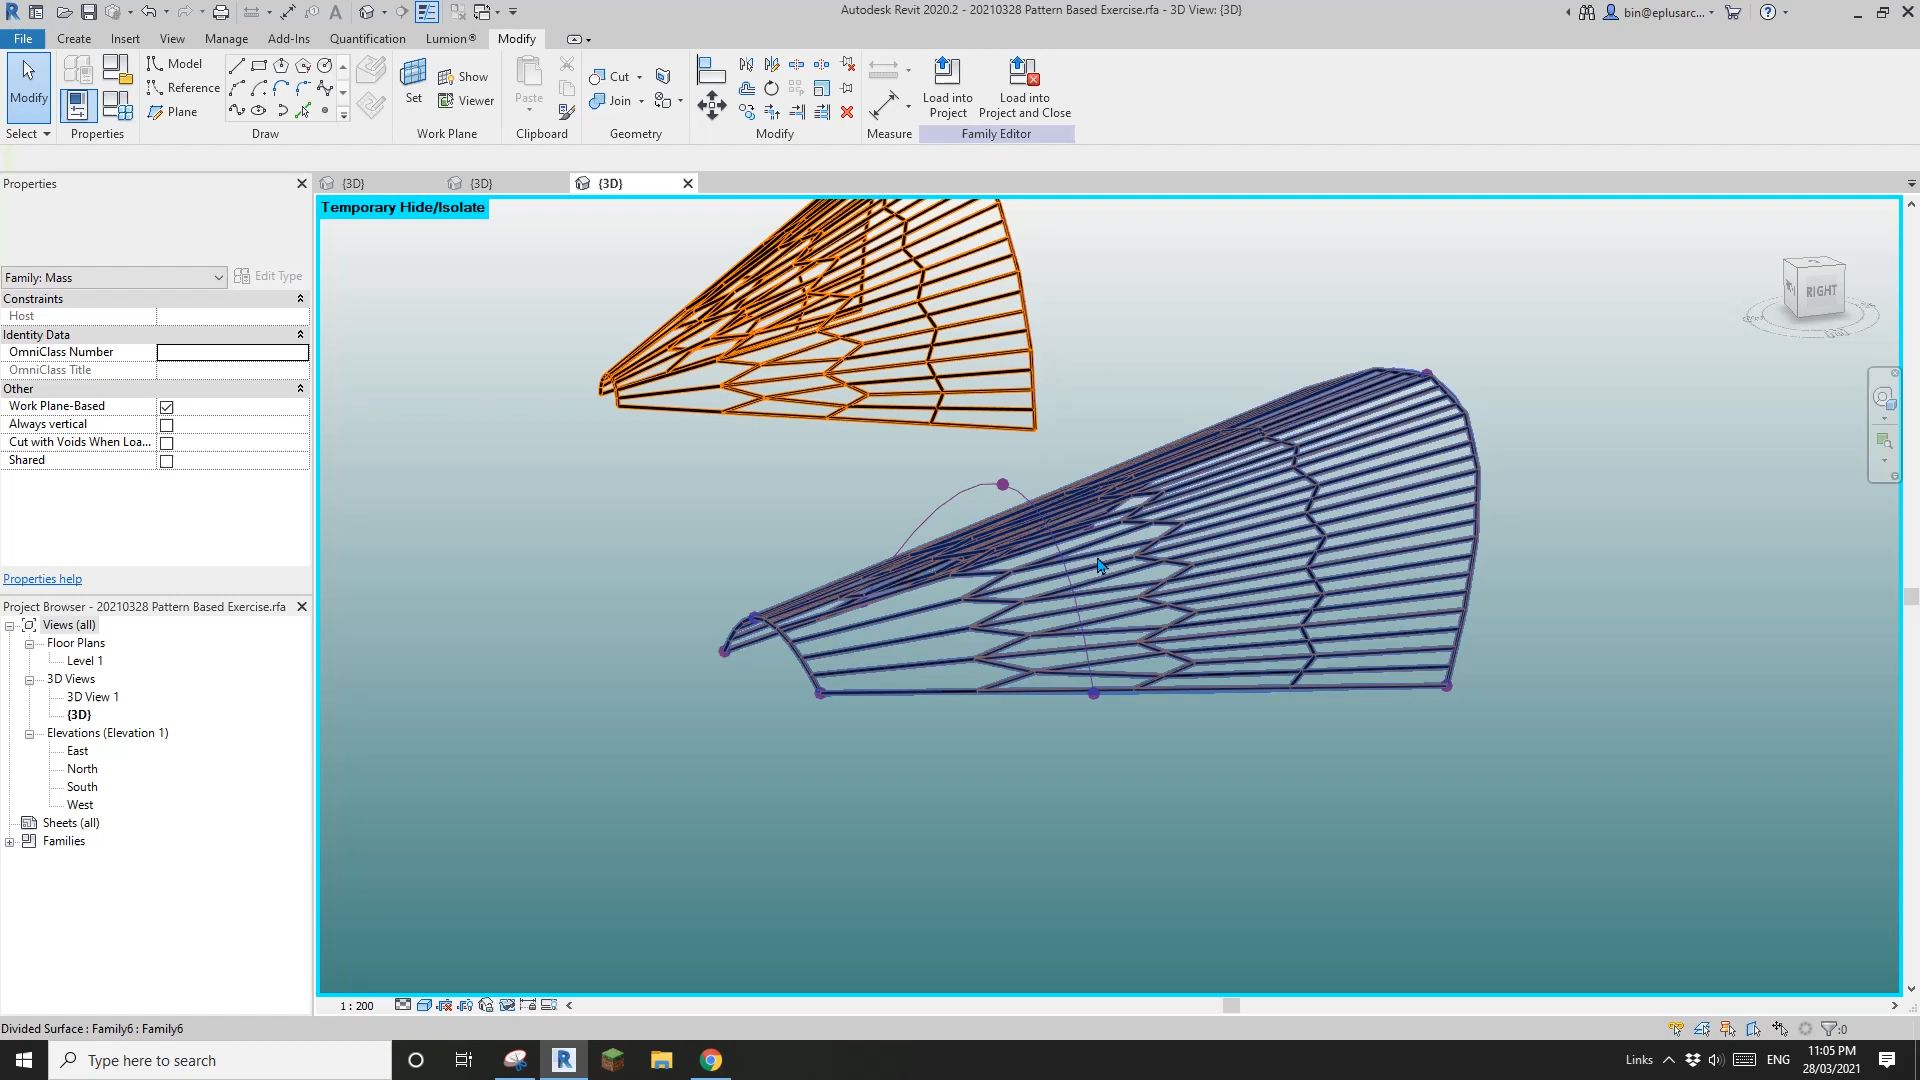 Autodesk Revit 2020.2 - 20210328 Pattern Based Exercise.rfa - 3D View: {3D}
bin@eplusarc...
File Create Insert View Manage Add-Ins Quantification Lumion® Modify
Modify
Model
Reference
Plane
Set
Show
Viewer
Paste
Cut
Join
Load into
Project
Load into
Project and Close
Select Properties Draw Work Plane Clipboard Geometry Modify Measure Family Editor
Properties
{3D} {3D} {3D}
Temporary Hide/Isolate
Family: Mass
Edit Type
Constraints
Host
Identity Data
OmniClass Number
OmniClass Title
Other
Work Plane-Based
Always vertical
Cut with Voids When Loa...
Shared
Properties help
RIGHT
Project Browser - 20210328 Pattern Based Exercise.rfa
Views (all)
Floor Plans
Level 1
3D Views
3D View 1
{3D}
Elevations (Elevation 1)
East
North
South
West
Sheets (all)
Families
1 : 200
Divided Surface : Family6 : Family6
:0
Type here to search
Links
ENG
11:05 PM
28/03/2021